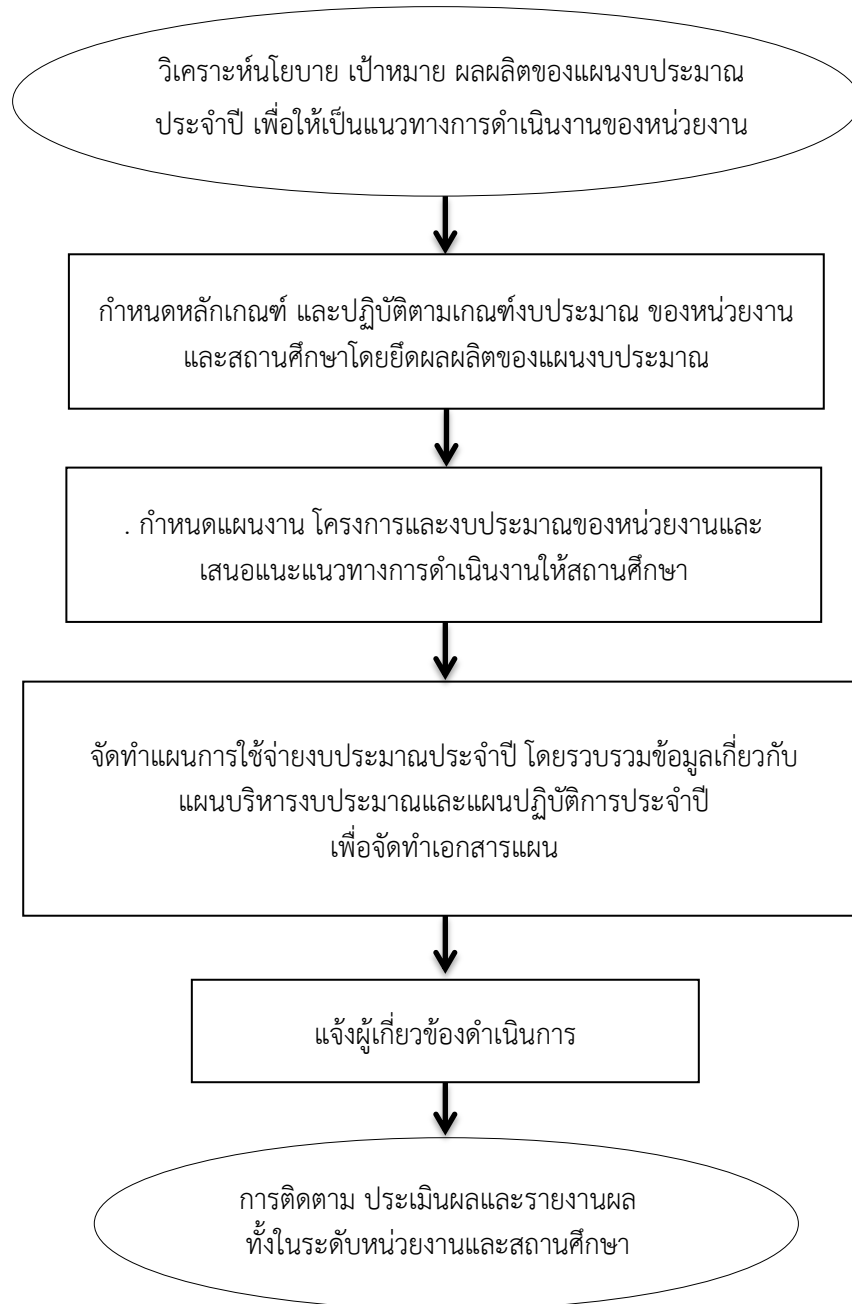 วิเคราะห์นโยบาย เป้าหมาย ผลผลิตของแผนงบประมาณ
ประจำปี เพื่อให้เป็นแนวทางการดำเนินงานของหน่วยงาน
กำหนดหลักเกณฑ์ และปฏิบัติตามเกณฑ์งบประมาณ ของหน่วยงาน
และสถานศึกษาโดยยึดผลผลิตของแผนงบประมาณ
. กำหนดแผนงาน โครงการและงบประมาณของหน่วยงานและ
เสนอแนะแนวทางการดำเนินงานให้สถานศึกษา
จัดทำแผนการใช้จ่ายงบประมาณประจำปี โดยรวบรวมข้อมูลเกี่ยวกับ
แผนบริหารงบประมาณและแผนปฏิบัติการประจำปี
เพื่อจัดทำเอกสารแผน
แจ้งผู้เกี่ยวข้องดำเนินการ
การติดตาม ประเมินผลและรายงานผล
ทั้งในระดับหน่วยงานและสถานศึกษา